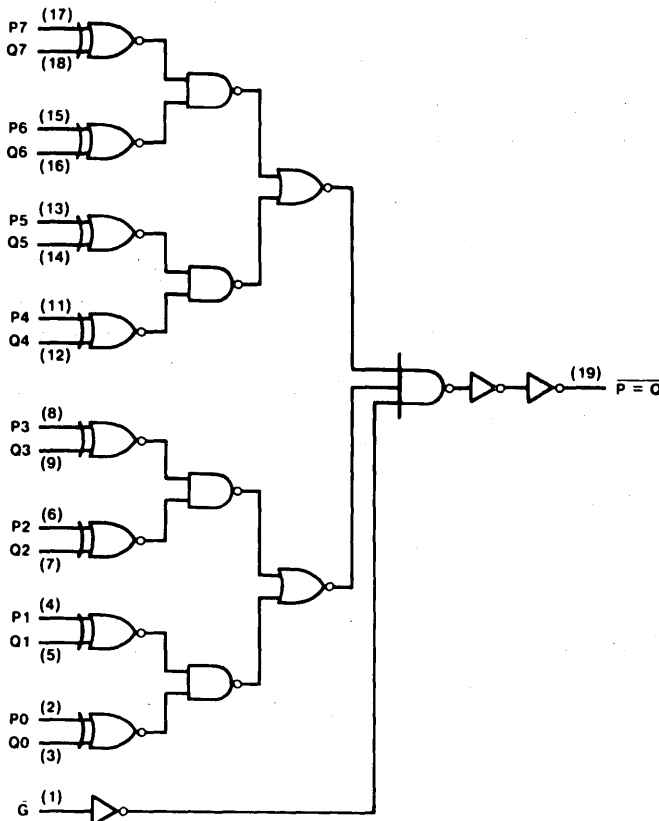 P7 (17)
Q7 (18)
P6 (15)
Q6 (16)
P5 (13)
Q5 (14)
P4 (11)
Q4 (12)
(19) P = Q
P3 (8)
Q3 (9)
P2 (6)
Q2 (7)
P1 (4)
Q1 (5)
P0 (2)
Q0 (3)
G̅ (1)